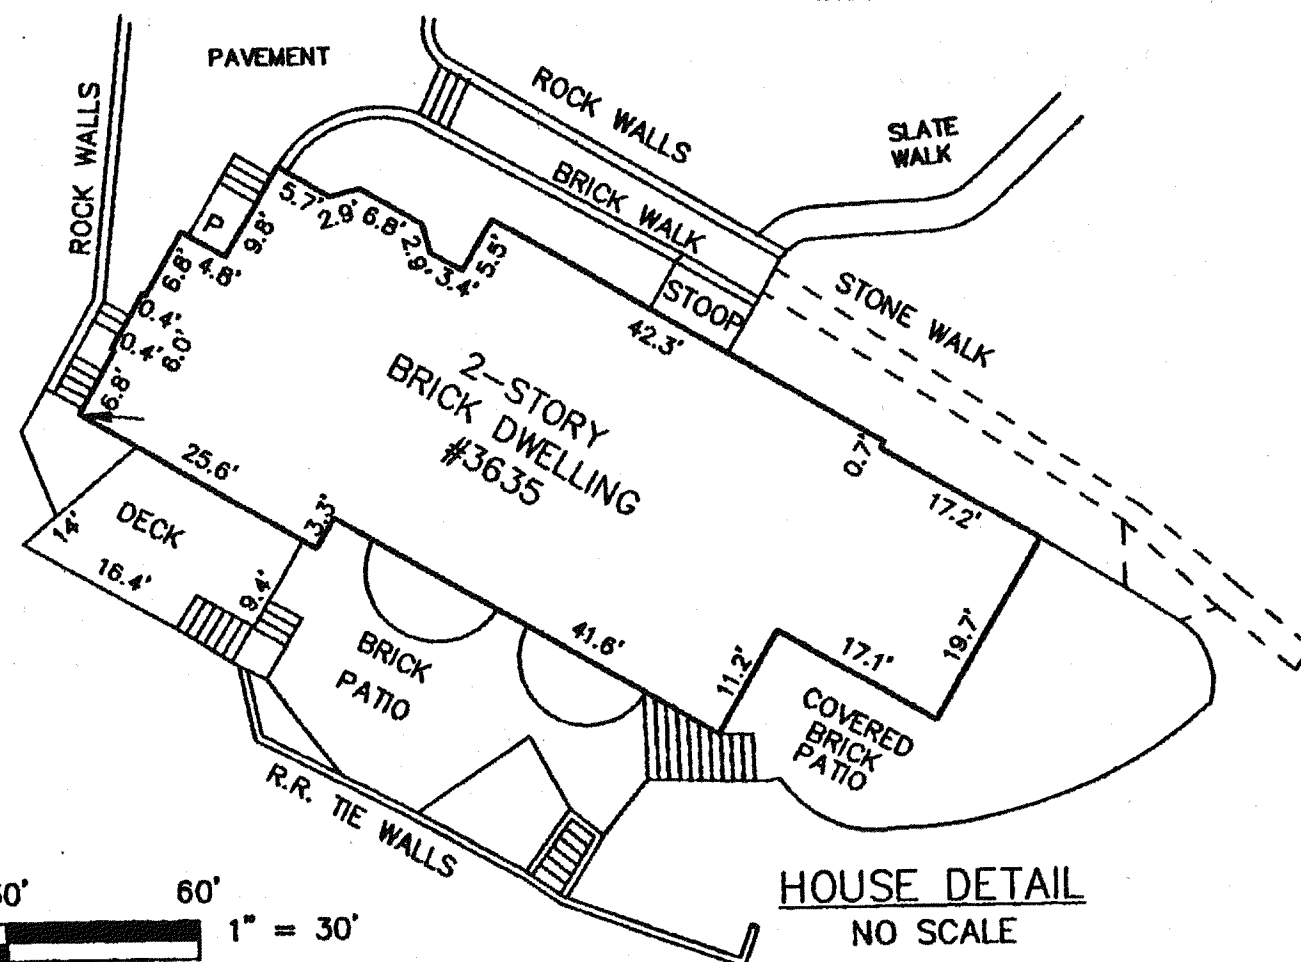 PAVEMENT
ROCK WALLS
ROCK WALLS
SLATE
WALK
BRICK WALK
STOOP
STONE WALK
P
5.7'
2.9'
6.8'
2.9'
3.4'
5.5'
9.8'
4.8'
6.8'
0.4'
0.4'
6.0'
6.8'
42.3'
0.7'
17.2'
2-STORY
BRICK DWELLING
#3635
25.6'
3.3'
DECK
14'
16.4'
9.4'
BRICK
PATIO
41.6'
11.2'
17.1'
19.7'
COVERED
BRICK
PATIO
R.R. TIE WALLS
HOUSE DETAIL
NO SCALE
60'
1" = 30'